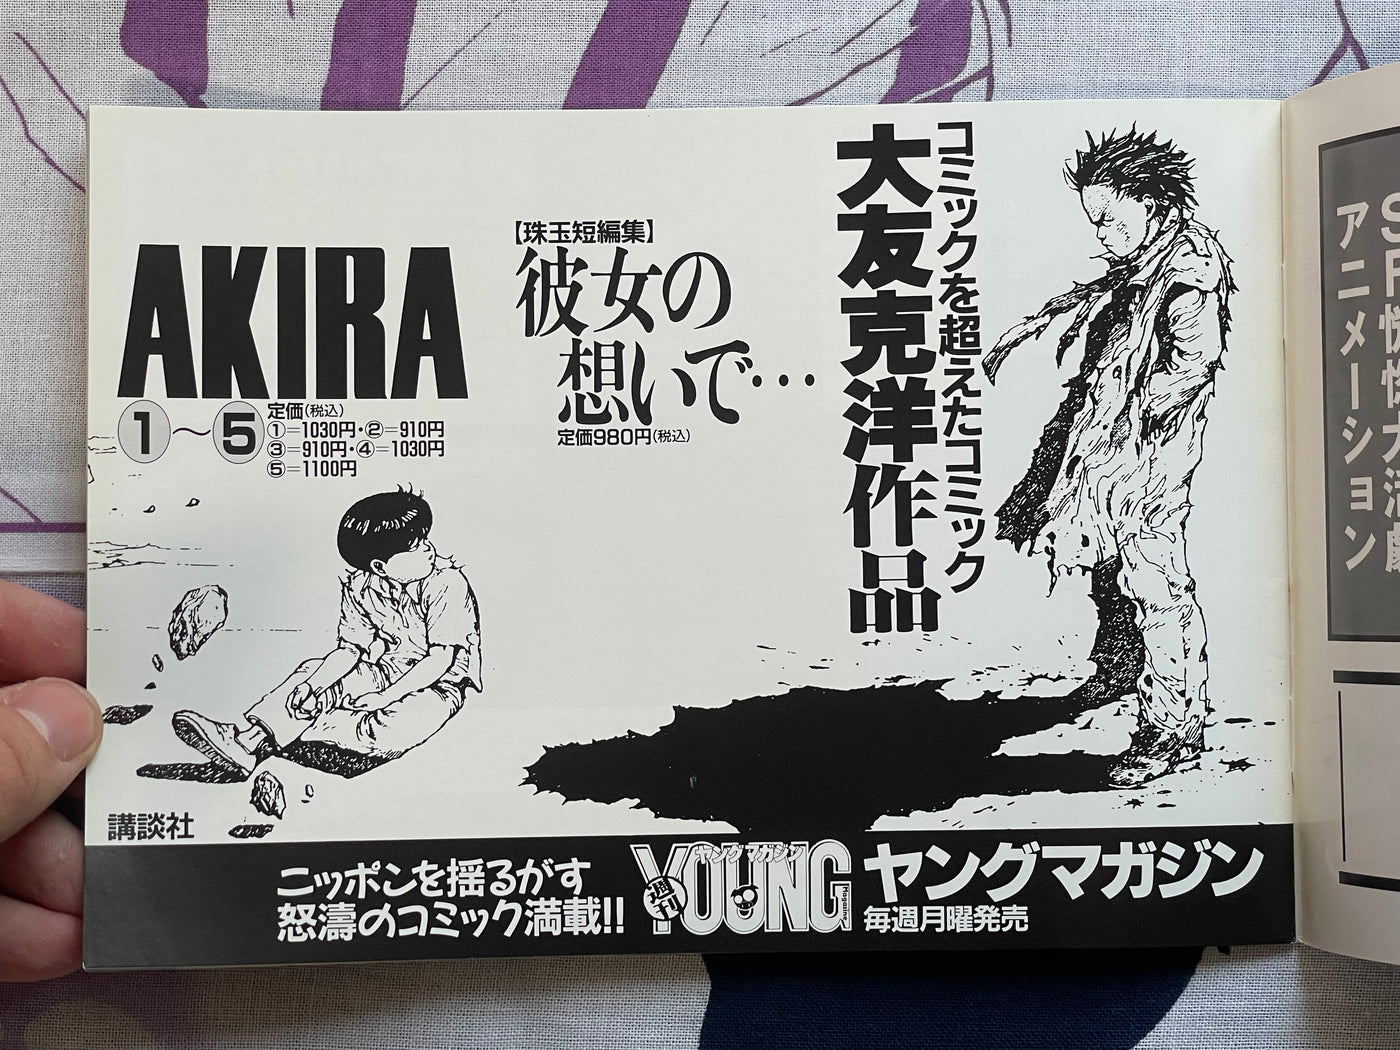 コミックを超えたコミック
大友克洋作品
【珠玉短編集】
彼女の
想いで…
定価980円(税込)
AKIRA
1～5
定価(税込)
①＝1030円・②＝910円
③＝910円・④＝1030円
⑤＝1100円
講談社
ニッポンを揺るがす
怒濤のコミック満載!!
週刊
ヤングマガジン
YOUNG
Magazine
ヤングマガジン
毎週月曜発売
アニメーション